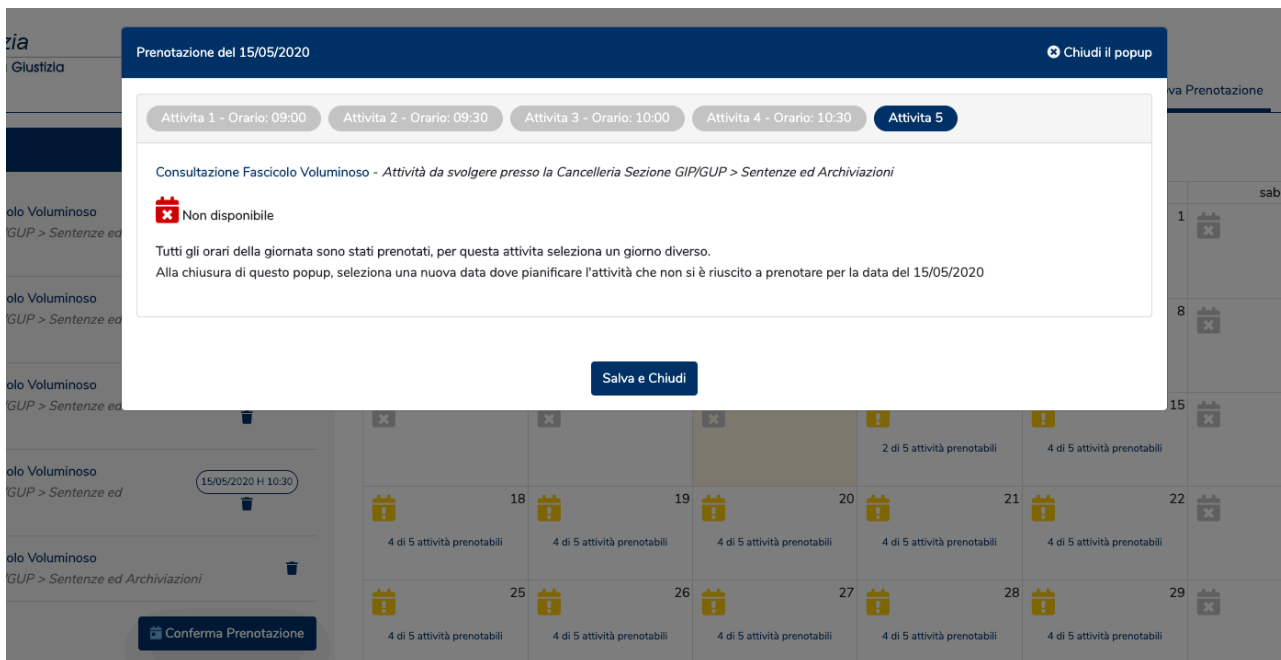 zia
Giustizia
Prenotazione del 15/05/2020
Chiudi il popup
va Prenotazione
Attivita 1 - Orario: 09:00
Attivita 2 - Orario: 09:30
Attivita 3 - Orario: 10:00
Attivita 4 - Orario: 10:30
Attivita 5
Consultazione Fascicolo Voluminoso - Attività da svolgere presso la Cancelleria Sezione GIP/GUP > Sentenze ed Archiviazioni
Non disponibile
Tutti gli orari della giornata sono stati prenotati, per questa attivita seleziona un giorno diverso.
Alla chiusura di questo popup, seleziona una nuova data dove pianificare l'attività che non si è riuscito a prenotare per la data del 15/05/2020
Salva e Chiudi
olo Voluminoso
/GUP > Sentenze ed
olo Voluminoso
/GUP > Sentenze ed
olo Voluminoso
/GUP > Sentenze ed
olo Voluminoso
/GUP > Sentenze ed
15/05/2020 H 10:30
olo Voluminoso
/GUP > Sentenze ed Archiviazioni
Conferma Prenotazione
sab
1
8
15
2 di 5 attività prenotabili
4 di 5 attività prenotabili
18
19
20
21
22
4 di 5 attività prenotabili
4 di 5 attività prenotabili
4 di 5 attività prenotabili
4 di 5 attività prenotabili
4 di 5 attività prenotabili
25
26
27
28
29
4 di 5 attività prenotabili
4 di 5 attività prenotabili
4 di 5 attività prenotabili
4 di 5 attività prenotabili
4 di 5 attività prenotabili